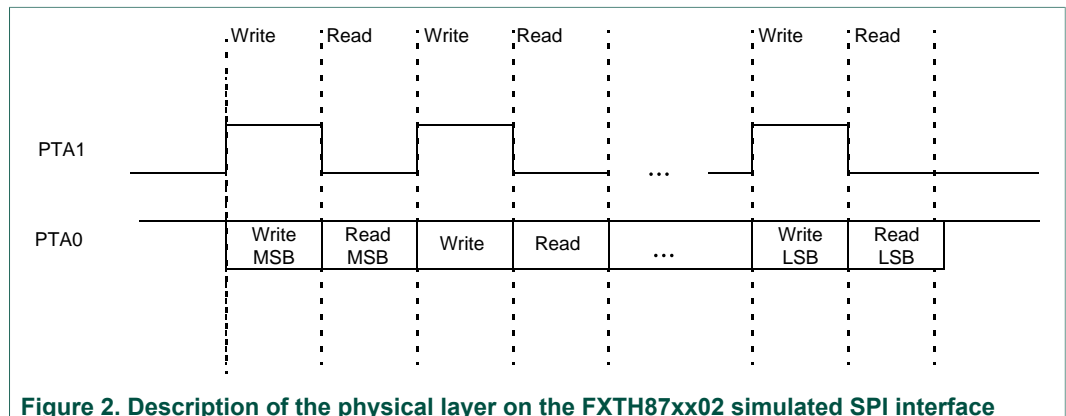 Write Read Write Read Write Read
PTA1
...
PTA0
Write MSB Read MSB Write Read ... Write LSB Read LSB
Figure 2. Description of the physical layer on the FXTH87xx02 simulated SPI interface